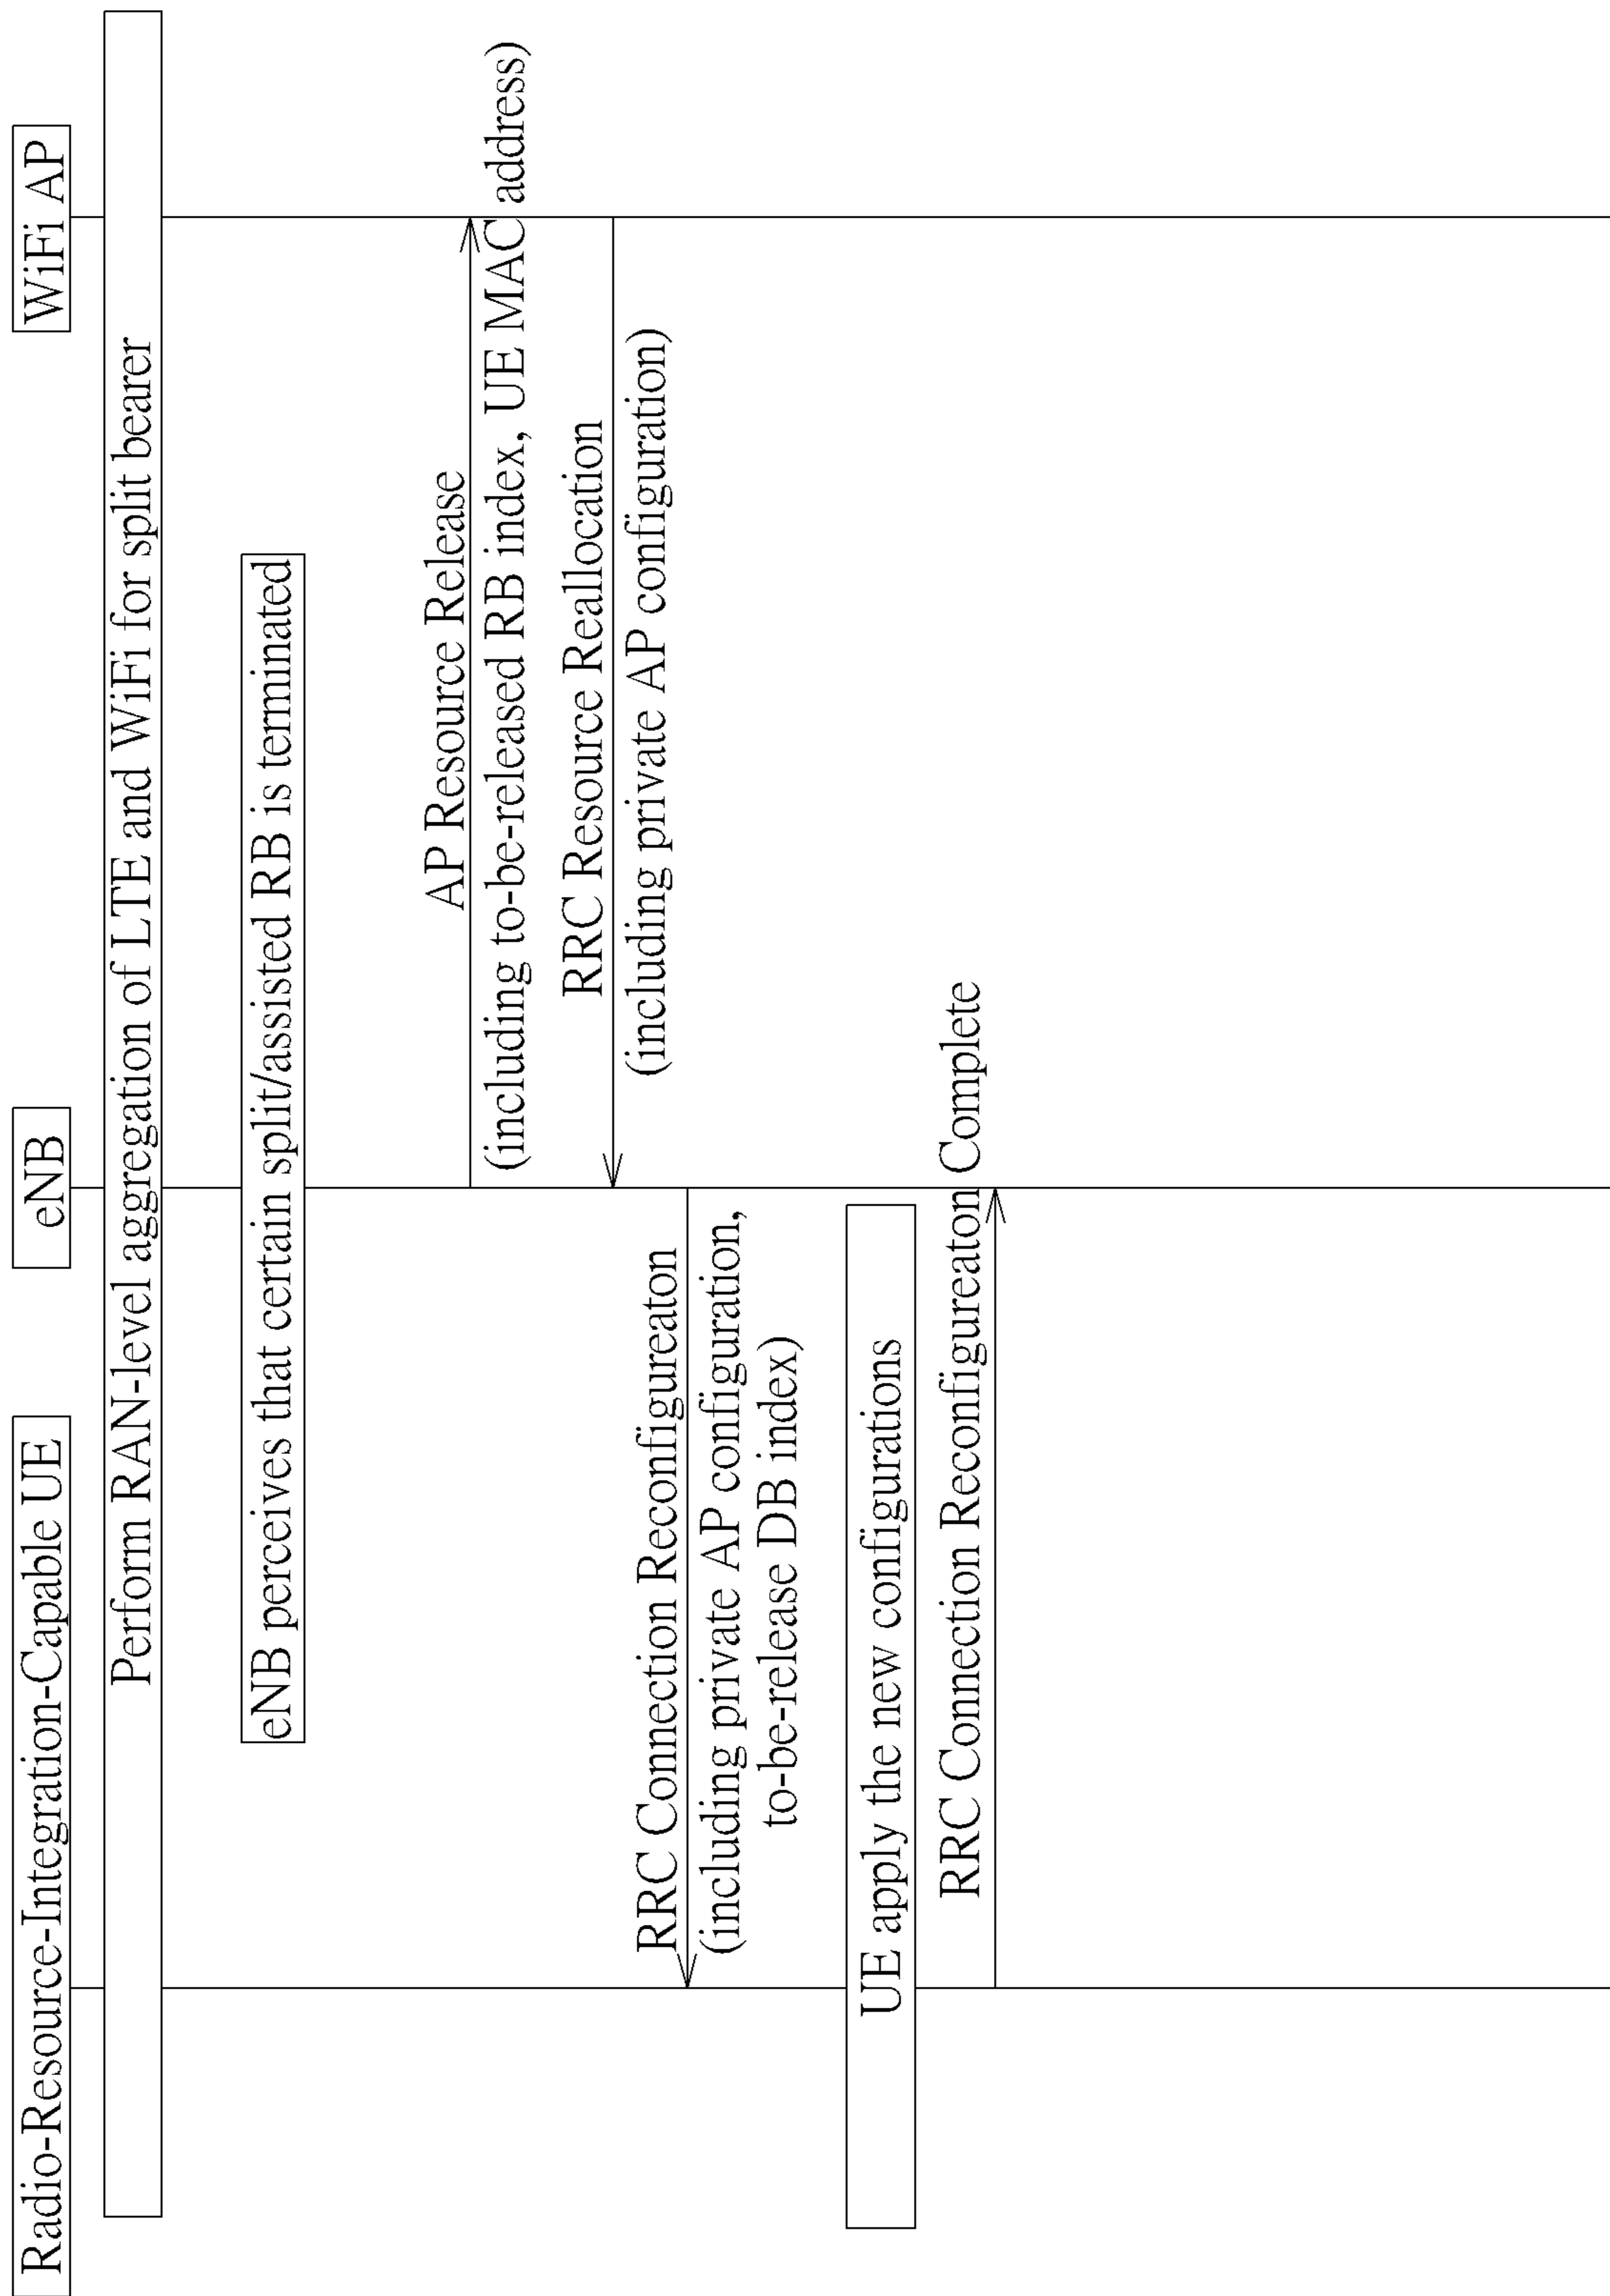 Radio-Resource-Integration-Capable UE
eNB
WiFi AP
Perform RAN-level aggregation of LTE and WiFi for split bearer
eNB perceives that certain split/assisted RB is terminated
AP Resource Release
(including to-be-released RB index, UE MAC address)
RRC Resource Reallocation
(including private AP configuration)
RRC Connection Reconfigureaton
(including private AP configuration,
to-be-release DB index)
UE apply the new configurations
RRC Connection Reconfigureaton Complete